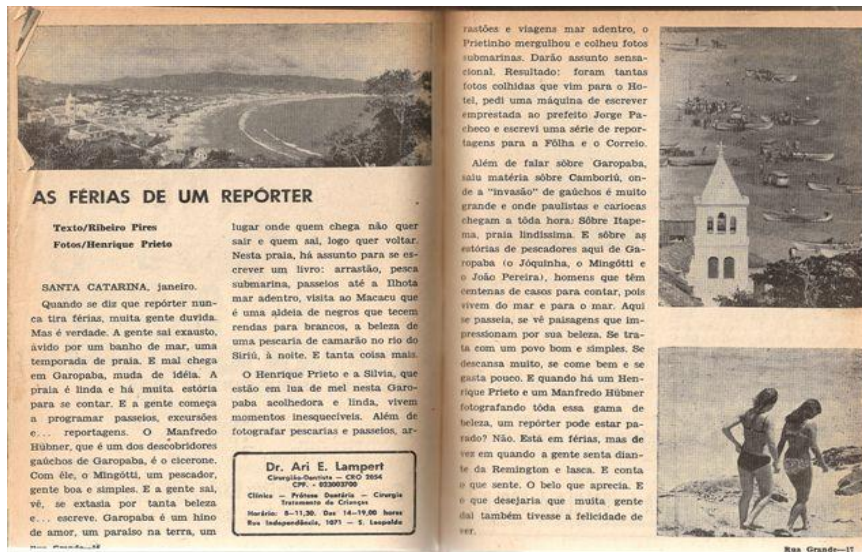 AS FÉRIAS DE UM REPÓRTER
Texto/Ribeiro Pires
Fotos/Henrique Prieto
SANTA CATARINA, janeiro.
Quando se diz que repórter nun-
ca tira férias, muita gente duvida.
Mas é verdade. A gente sai exausto,
ávido por um banho de mar, uma
temporada de praia. E mal chega
em Garopaba, muda de idéia. A
praia é linda e há muita estória
para se contar. E a gente começa
a programar passeios, excursões
e... reportagens. O Manfredo
Hübner, que é um dos descobridores
gaúchos de Garopaba, é o cicerone.
Com êle, o Mingótti, um pescador,
gente boa e simples. E a gente sai,
vê, se extasia por tanta beleza
e... escreve. Garopaba é um hino
de amor, um paraíso na terra, um
lugar onde quem chega não quer
sair e quem sai, logo quer voltar.
Nesta praia, há assunto para se es-
crever um livro: arrastão, pesca
submarina, passeios até a Ilhota
mar adentro, visita ao Macacu que
é uma aldeia de negros que tecem
rendas para brancos, a beleza de
uma pescaria de camarão no rio do
Siriú, à noite. E tanta coisa mais.
O Henrique Prieto e a Silvia, que
estão em lua de mel nesta Garo-
paba acolhedora e linda, vivem
momentos inesquecíveis. Além de
fotografar pescarias e passeios, ar-
Dr. Ari E. Lampert
Cirurgião-Dentista — CRO 2654
CPF. - 032003700
Clínica — Prótese Dentária — Cirurgia
Tratamento de Crianças
Horário: 8—11,30. Das 14—19,00 horas
Rua Independência, 1071 — S. Leopoldo
rastões e viagens mar adentro, o
Prietinho mergulhou e colheu fotos
submarinas. Darão assunto sensa-
cional. Resultado: foram tantas
fotos colhidas que vim para o Ho-
tel, pedi uma máquina de escrever
emprestada ao prefeito Jorge Pa-
checo e escrevi uma série de repor-
tagens para a Fôlha e o Correio.
Além de falar sôbre Garopaba,
saiu matéria sôbre Camboriú, on-
de a "invasão" de gaúchos é muito
grande e onde paulistas e cariocas
chegam a tôda hora: Sôbre Itape-
ma, praia lindíssima. E sôbre as
estórias de pescadores aqui de Ga-
ropaba (o Jóquinha, o Mingótti e
o João Pereira), homens que têm
centenas de casos para contar, pois
vivem do mar e para o mar. Aqui
se passeia, se vê paisagens que im-
pressionam por sua beleza. Se tra-
ta com um povo bom e simples. Se
descansa muito, se come bem e se
gasta pouco. E quando há um Hen-
rique Prieto e um Manfredo Hübner
fotografando tôda essa gama de
beleza, um repórter pode estar pa-
rado? Não. Está em férias, mas de
vez em quando a gente senta dian-
te da Remington e lasca. E conta
o que sente. O belo que aprecia. E
o que desejaria que muita gente
daí também tivesse a felicidade de
ver.
Rua Grande—17